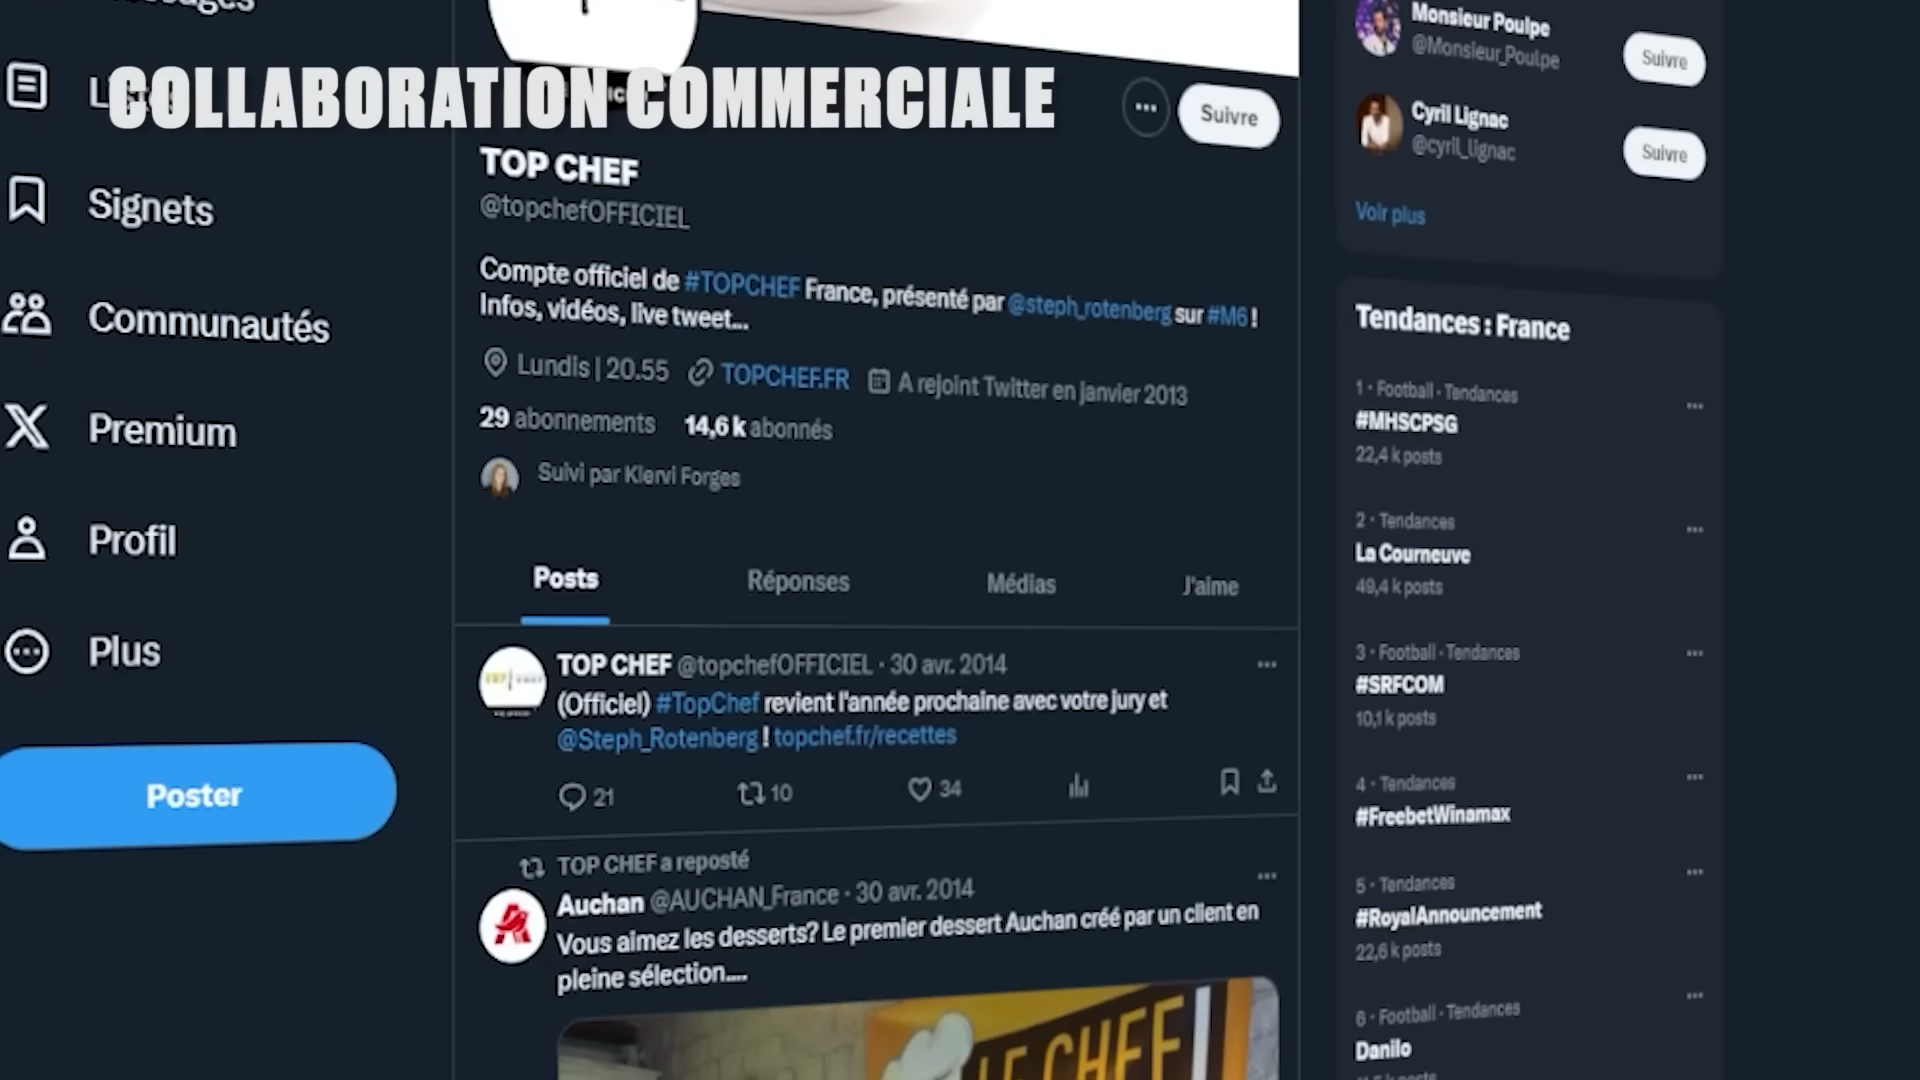 COLLABORATION COMMERCIALE
Signets
Communautés
Premium
Profil
Plus
Poster
Suivre
TOP CHEF
@topchefOFFICIEL
Compte officiel de #TOPCHEF France, présenté par @steph_rotenberg sur #M6 !
Infos, vidéos, live tweet...
Lundis | 20.55 TOPCHEF.FR A rejoint Twitter en janvier 2013
29 abonnements 14,6 k abonnés
Suivi par Klervi Forges
Posts Réponses Médias J'aime
TOP CHEF @topchefOFFICIEL · 30 avr. 2014
(Officiel) #TopChef revient l'année prochaine avec votre jury et
@Steph_Rotenberg ! topchef.fr/recettes
21 10 34
TOP CHEF a reposté
Auchan @AUCHAN_France · 30 avr. 2014
Vous aimez les desserts? Le premier dessert Auchan créé par un client en
pleine sélection....
LE CHEF
Monsieur Poulpe
@Monsieur_Poulpe
Suivre
Cyril Lignac
@cyril_lignac
Suivre
Voir plus
Tendances : France
1 · Football · Tendances
#MHSCPSG
22,4 k posts
2 · Tendances
La Courneuve
49,4 k posts
3 · Football · Tendances
#SRFCOM
10,1 k posts
4 · Tendances
#FreebetWinamax
5 · Tendances
#RoyalAnnouncement
22,6 k posts
6 · Football · Tendances
Danilo